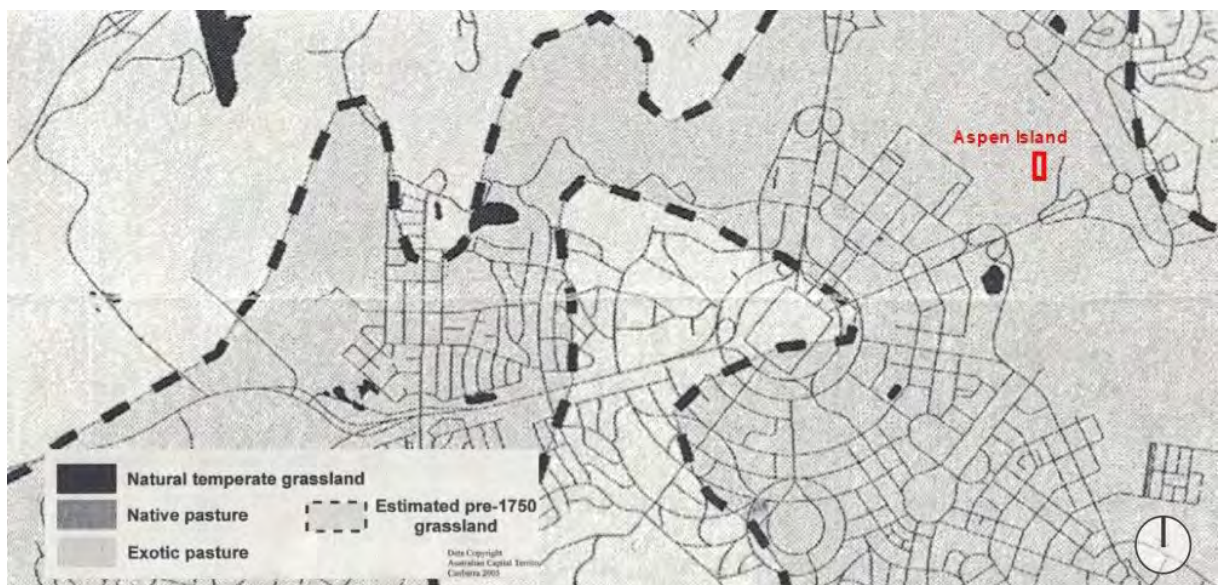 Aspen Island
Natural temperate grassland
Native pasture
Exotic pasture
Estimated pre-1750
grassland
Data Copyright
Australian Capital Territory
Canberra 2005